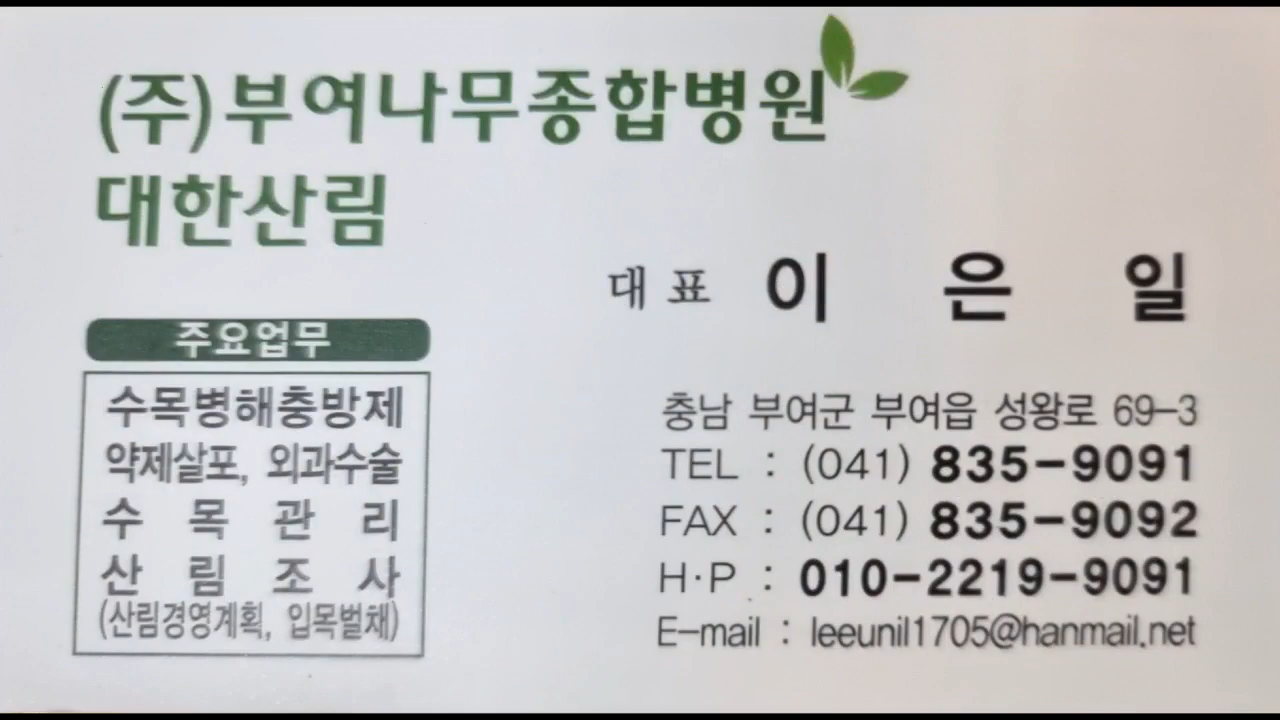 (주)부여나무종합병원
대한산림
대표 이은일
주요업무
수목병해충방제
약제살포, 외과수술
수목관리
산림조사
(산림경영계획, 입목벌채)
충남 부여군 부여읍 성왕로 69-3
TEL : (041) 835-9091
FAX : (041) 835-9092
H·P : 010-2219-9091
E-mail : leeunil1705@hanmail.net